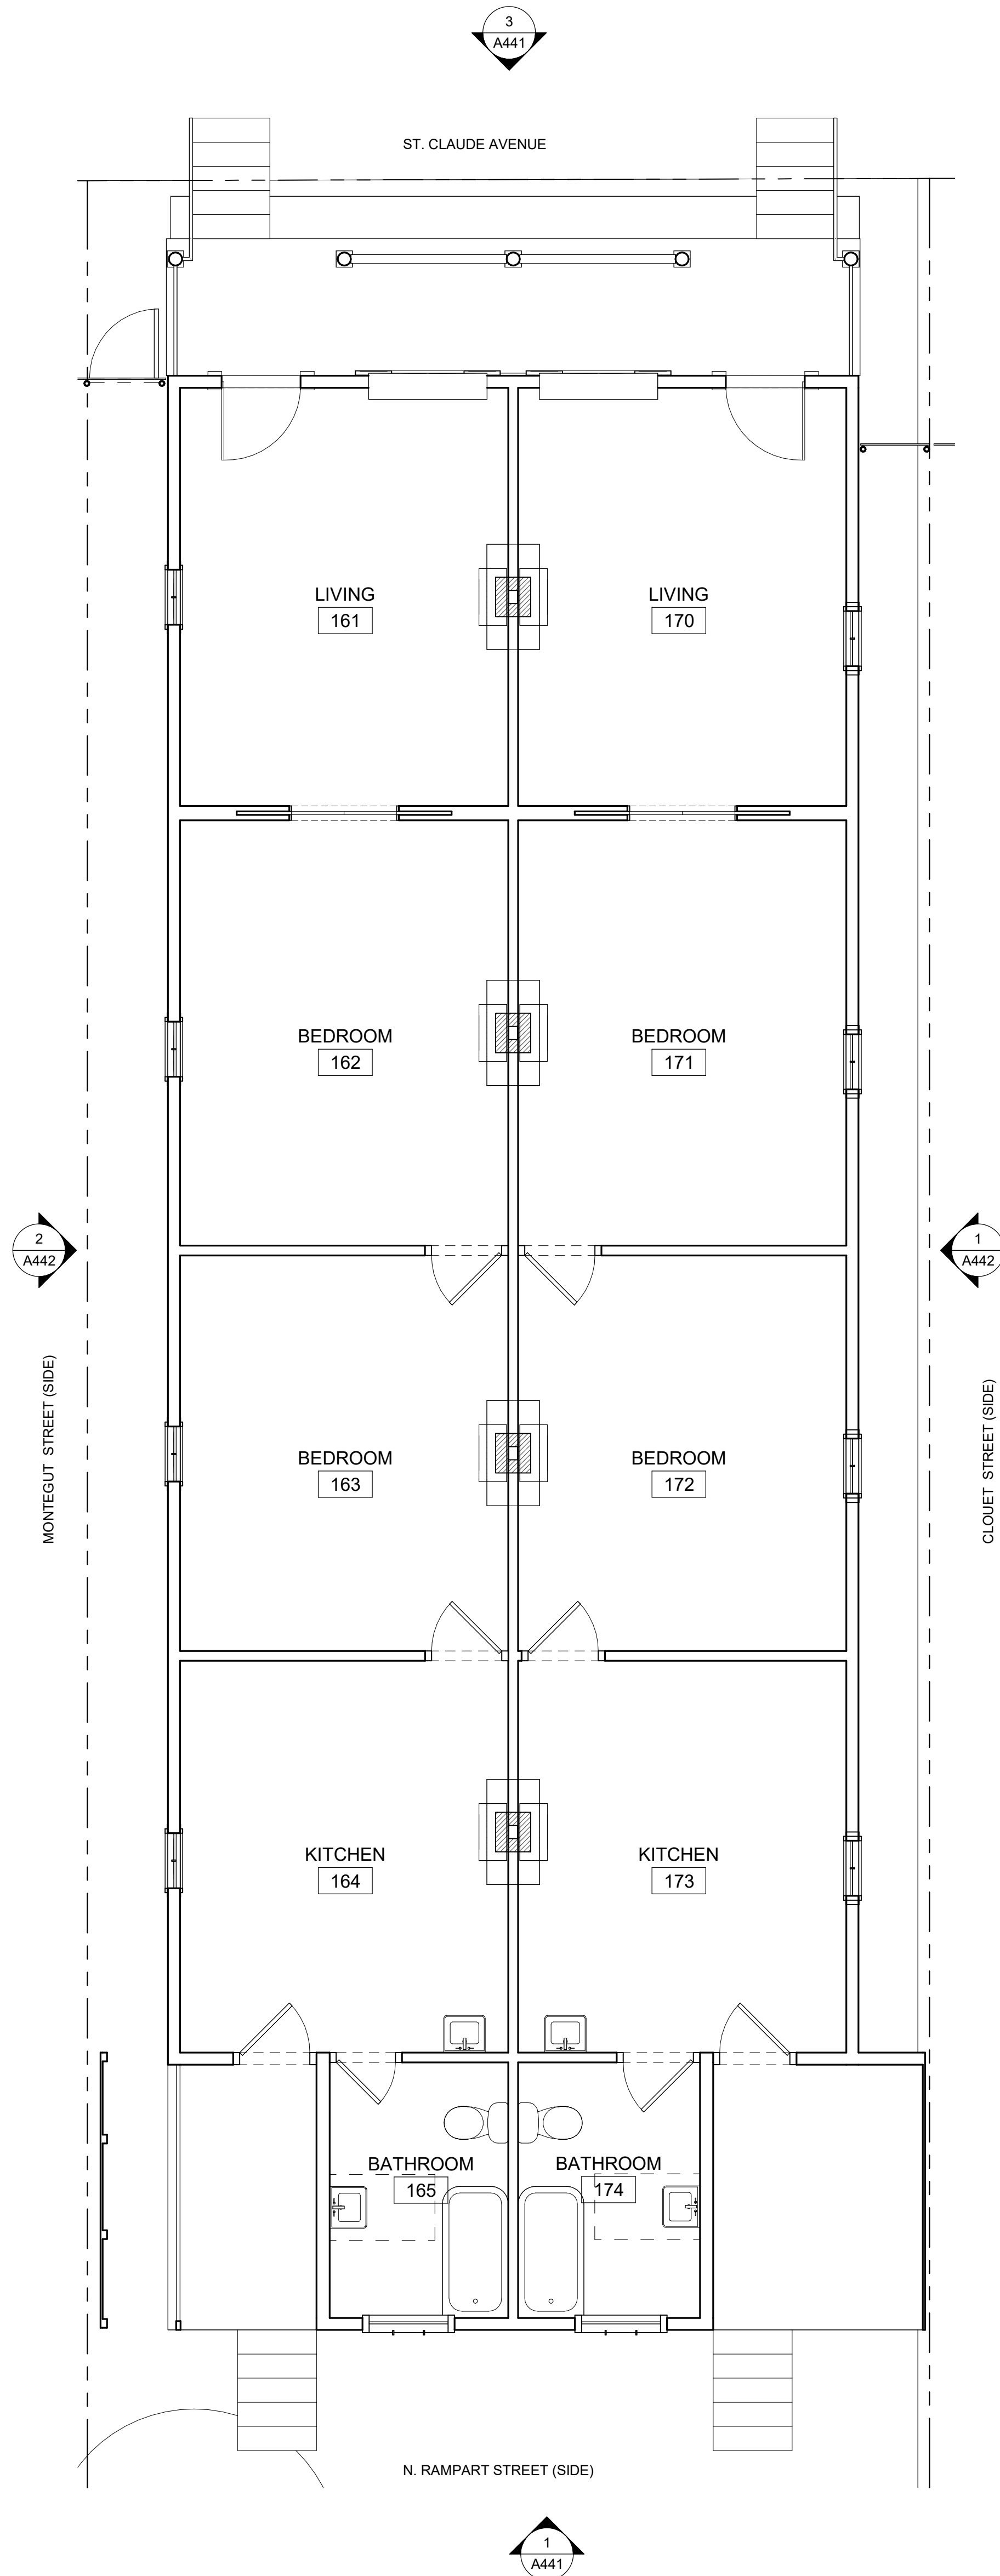 3
A441
ST. CLAUDE AVENUE
LIVING
161
LIVING
170
BEDROOM
162
BEDROOM
171
2
A442
1
A442
MONTEGUT STREET (SIDE)
CLOUET STREET (SIDE)
BEDROOM
163
BEDROOM
172
KITCHEN
164
KITCHEN
173
BATHROOM
165
BATHROOM
174
N. RAMPART STREET (SIDE)
1
A441